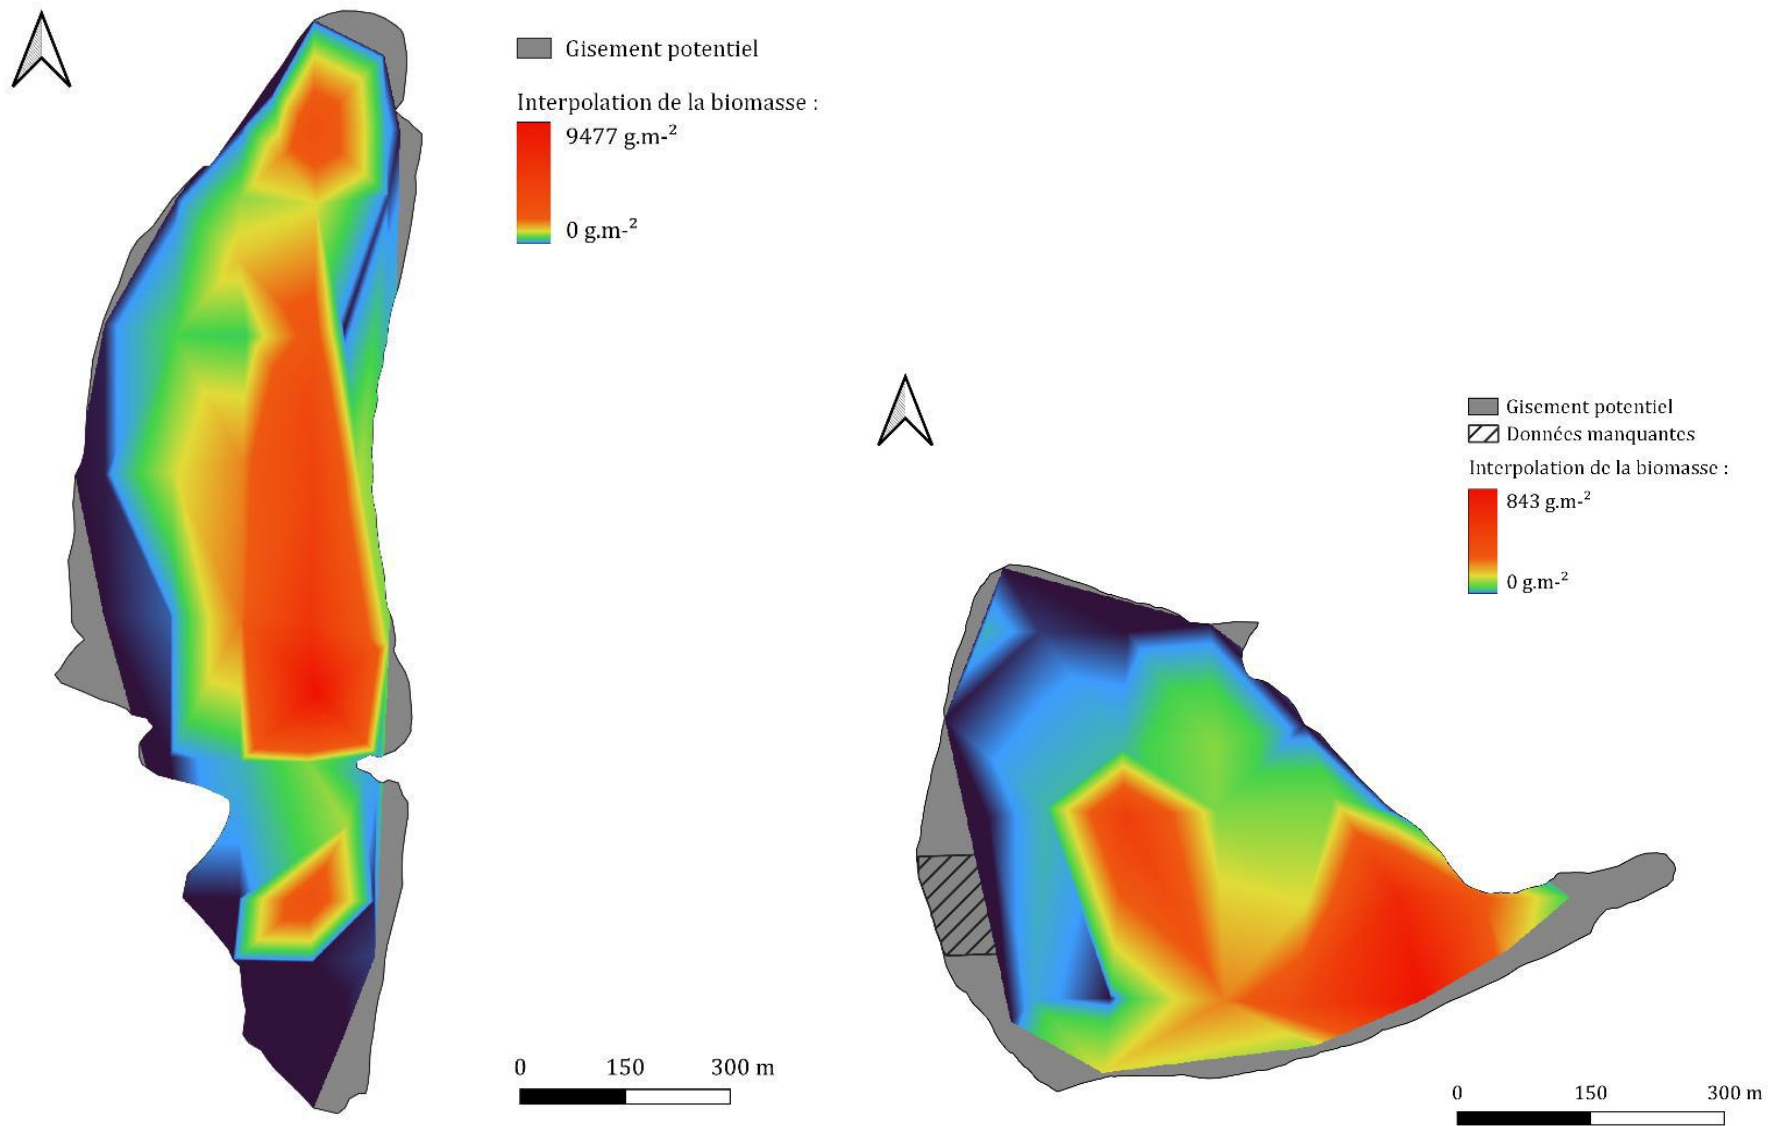 Gisement potentiel
Interpolation de la biomasse :
9477 g.m-²
0 g.m-²
0 150 300 m
Gisement potentiel
Données manquantes
Interpolation de la biomasse :
843 g.m-²
0 g.m-²
0 150 300 m